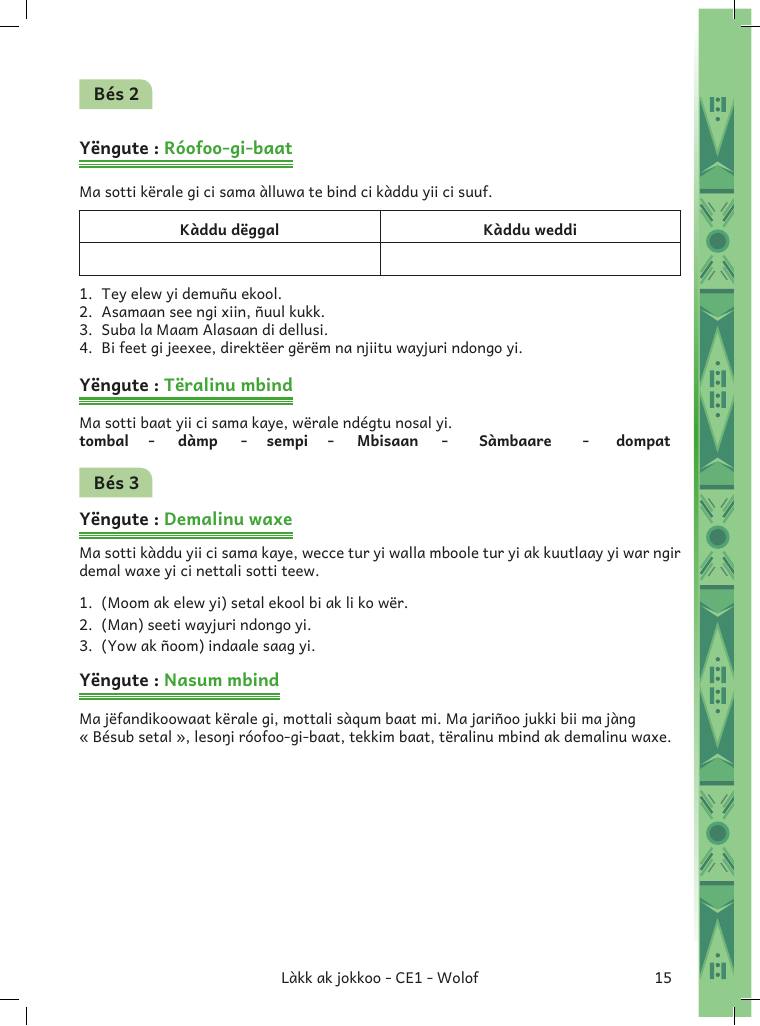 Bés 2
Yëngute : Róofoo-gi-baat
Ma sotti kërale gi ci sama àlluwa te bind ci kàddu yii ci suuf.
Kàddu dëggal Kàddu weddi
1. Tey elew yi demuñu ekool.
2. Asamaan see ngi xiin, ñuul kukk.
3. Suba la Maam Alasaan di dellusi.
4. Bi feet gi jeexee, direktëer gërëm na njiitu wayjuri ndongo yi.
Yëngute : Tëralinu mbind
Ma sotti baat yii ci sama kaye, wërale ndégtu nosal yi.
tombal - dàmp - sempi - Mbisaan - Sàmbaare - dompat
Bés 3
Yëngute : Demalinu waxe
Ma sotti kàddu yii ci sama kaye, wecce tur yi walla mboole tur yi ak kuutlaay yi war ngir
demal waxe yi ci nettali sotti teew.
1. (Moom ak elew yi) setal ekool bi ak li ko wër.
2. (Man) seeti wayjuri ndongo yi.
3. (Yow ak ñoom) indaale saag yi.
Yëngute : Nasum mbind
Ma jëfandikoowaat kërale gi, mottali sàqum baat mi. Ma jariñoo jukki bii ma jàng
« Bésub setal », lesoŋi róofoo-gi-baat, tekkim baat, tëralinu mbind ak demalinu waxe.
Làkk ak jokkoo - CE1 - Wolof 15